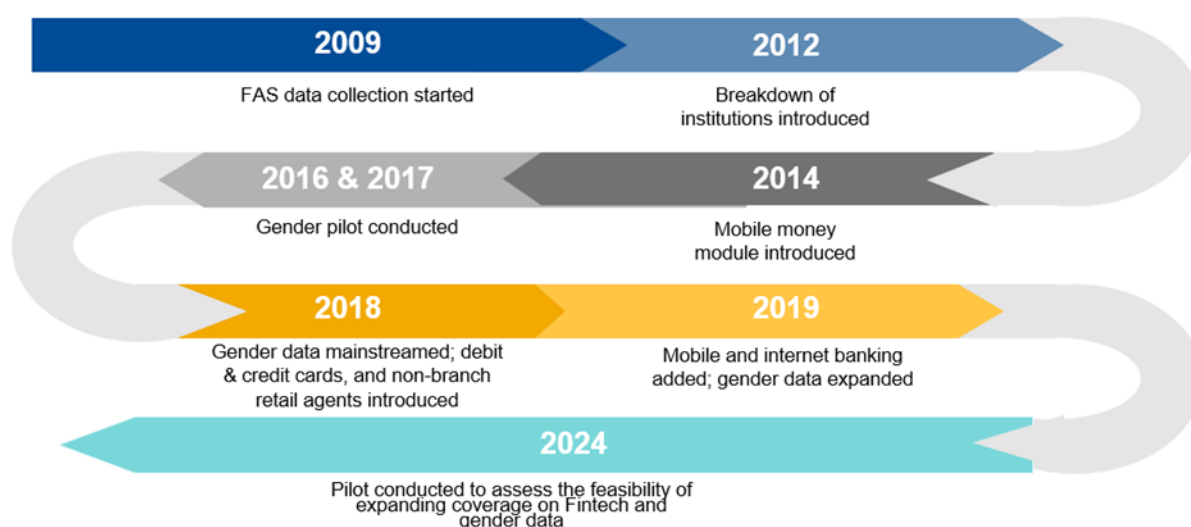 2009
2012
FAS data collection started
Breakdown of
institutions introduced
2014
2016 & 2017
Mobile money
module introduced
Gender pilot conducted
2018
2019
Gender data mainstreamed; debit
& credit cards, and non-branch
retail agents introduced
Mobile and internet banking
added; gender data expanded
2024
Pilot conducted to assess the feasibility of
expanding coverage on Fintech and
gender data